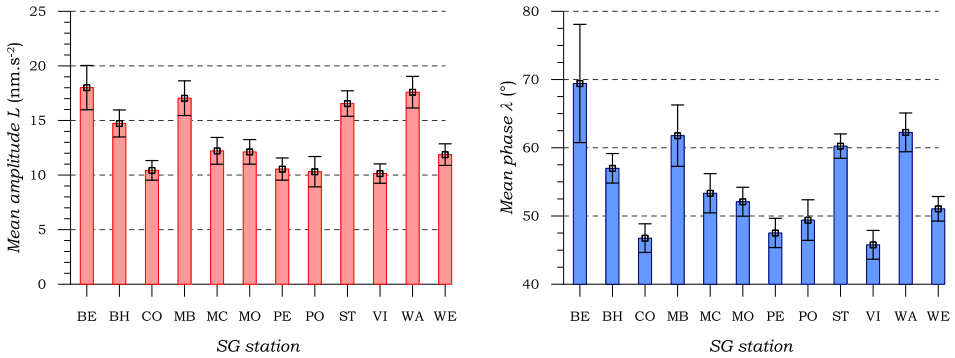 25
20
15
10
5
0
Mean amplitude L (nm.s⁻²)
BE BH CO MB MC MO PE PO ST VI WA WE
SG station
80
70
60
50
40
Mean phase λ (°)
BE BH CO MB MC MO PE PO ST VI WA WE
SG station